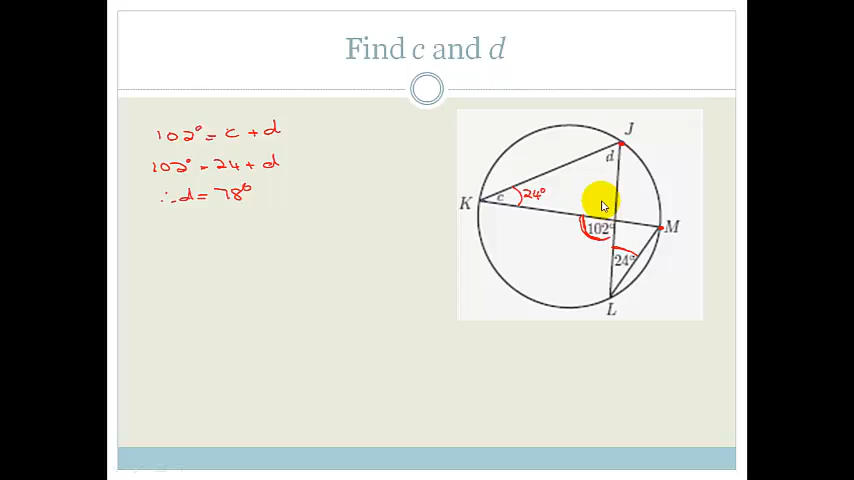 Find c and d
102° = c + d
102° = 24 + d
∴ d = 78°
J
d
K
c
24°
102°
M
24°
L